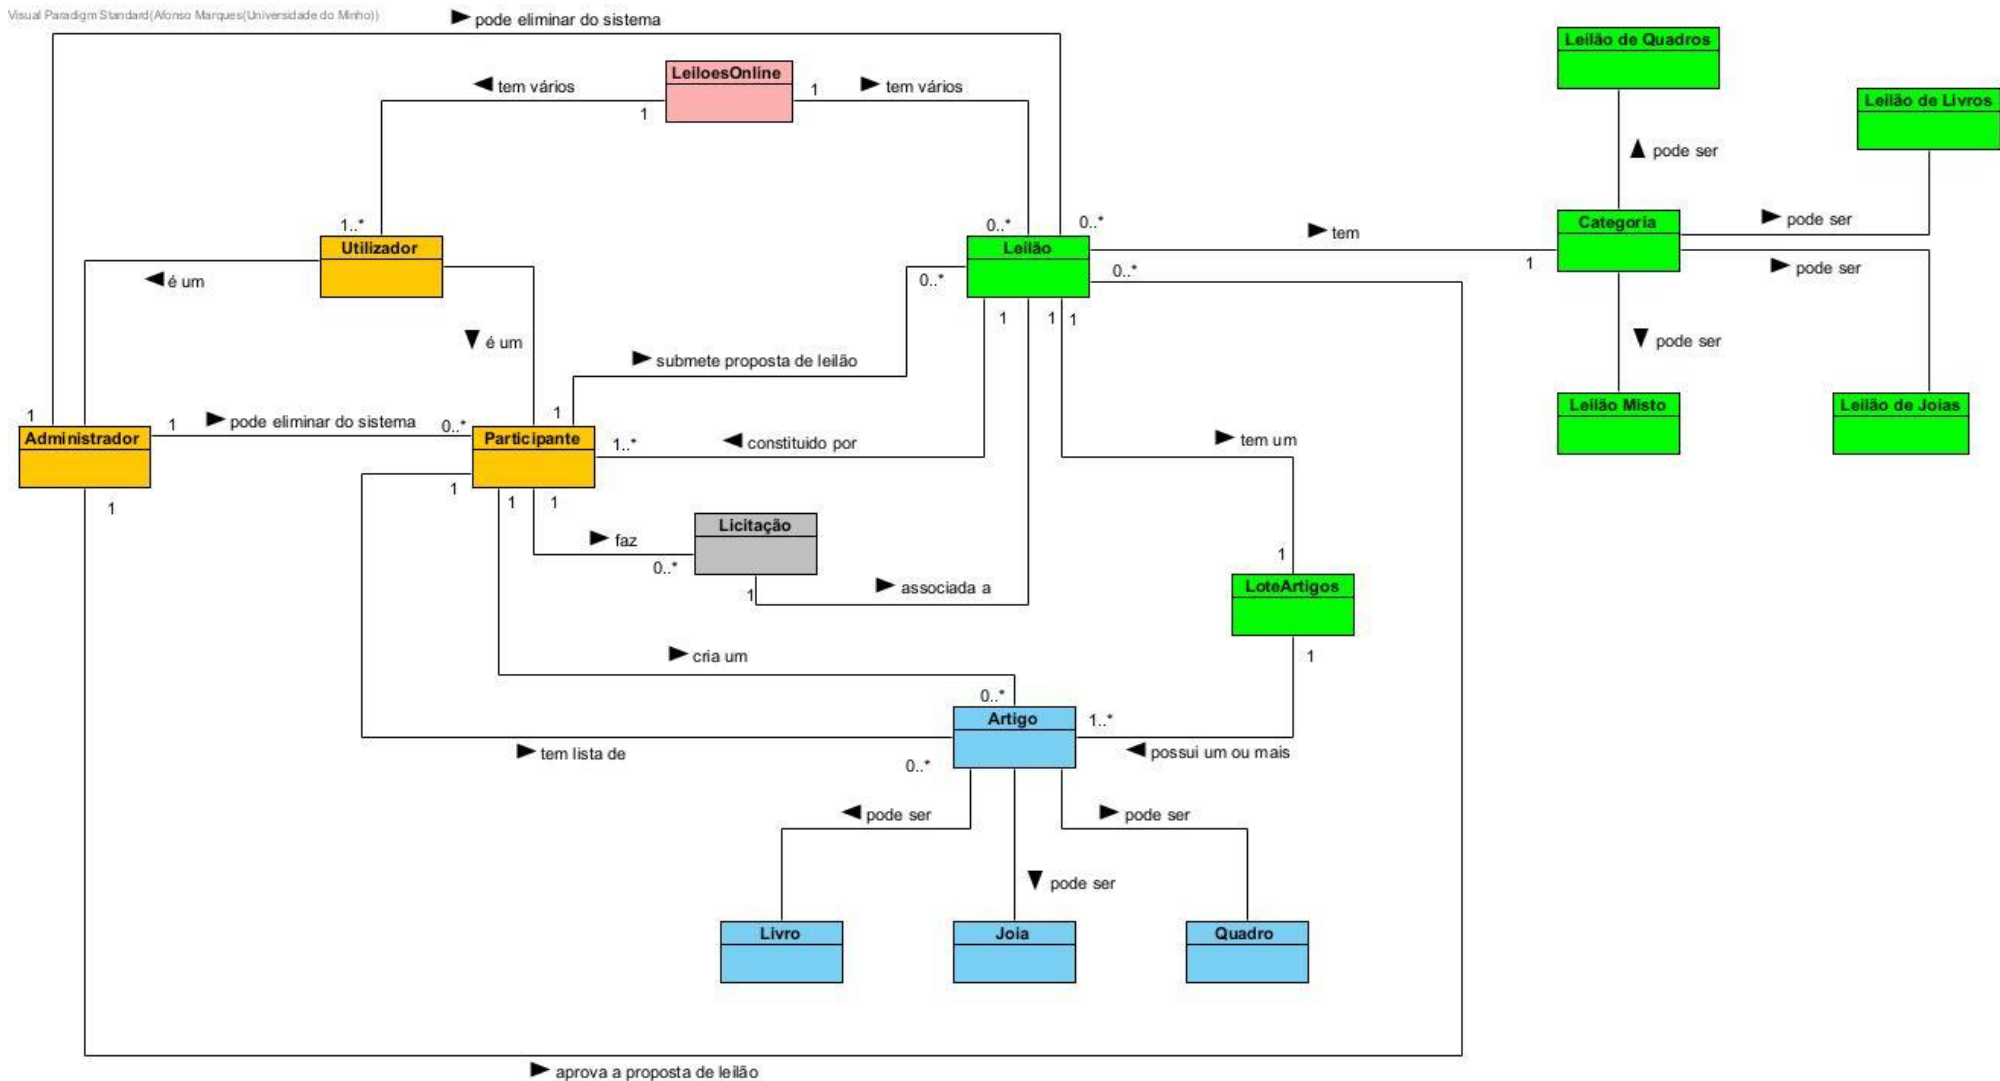 Visual Paradigm Standard(Afonso Marques(Universidade do Minho))
pode eliminar do sistema
Leilão de Quadros
LeiloesOnline
tem vários
1
1
tem vários
Leilão de Livros
pode ser
1..*
0..*
0..*
Utilizador
Leilão
tem
Categoria
pode ser
1
é um
0..*
0..*
pode ser
é um
1
1
1
submete proposta de leilão
pode ser
1
1
pode eliminar do sistema
0..*
1
Administrador
Participante
1..*
constituido por
tem um
Leilão Misto
Leilão de Joias
1
1
1
1
Licitação
faz
0..*
1
associada a
1
LoteArtigos
1
cria um
0..*
Artigo
1..*
tem lista de
0..*
possui um ou mais
pode ser
pode ser
pode ser
Livro
Joia
Quadro
aprova a proposta de leilão